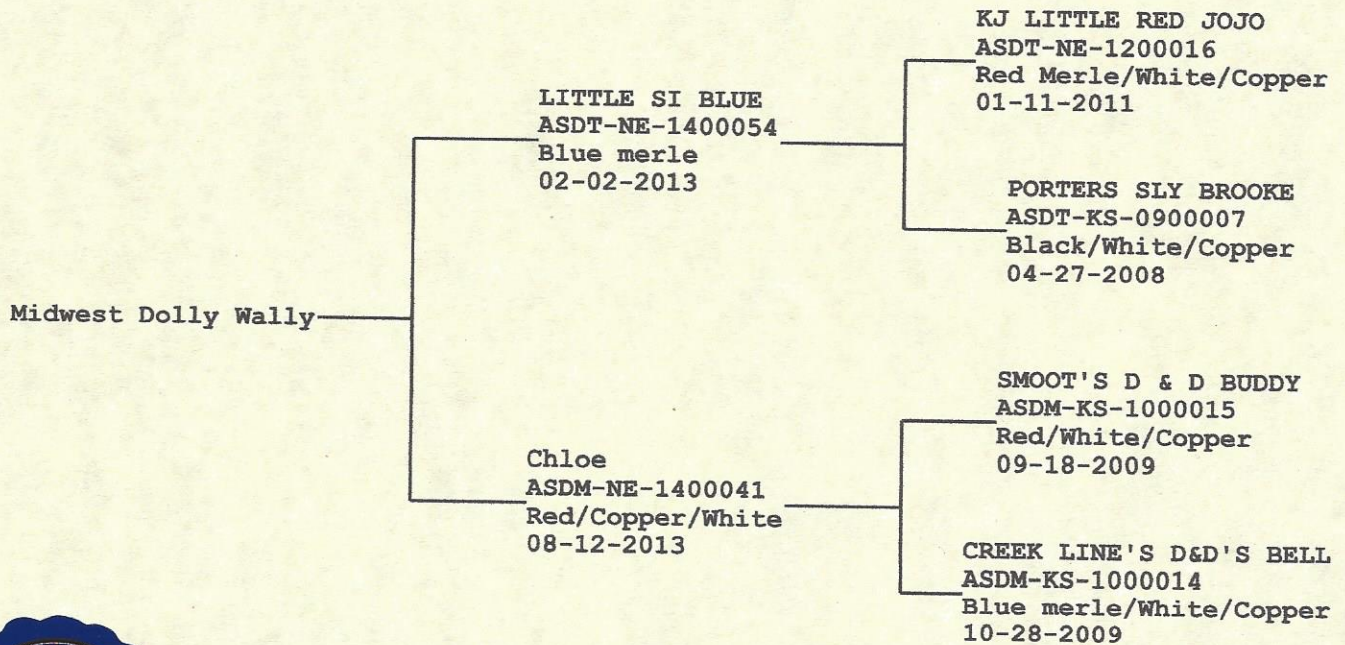 KJ LITTLE RED JOJO
ASDT-NE-1200016
Red Merle/White/Copper
01-11-2011
LITTLE SI BLUE
ASDT-NE-1400054
Blue merle
02-02-2013
PORTERS SLY BROOKE
ASDT-KS-0900007
Black/White/Copper
04-27-2008
Midwest Dolly Wally
SMOOT'S D & D BUDDY
ASDM-KS-1000015
Red/White/Copper
09-18-2009
Chloe
ASDM-NE-1400041
Red/Copper/White
08-12-2013
CREEK LINE'S D&D'S BELL
ASDM-KS-1000014
Blue merle/White/Copper
10-28-2009